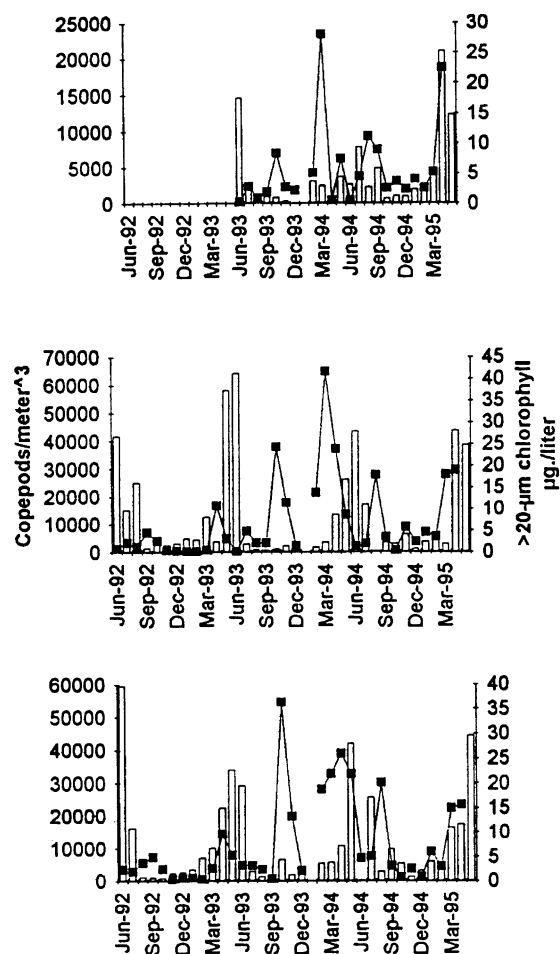 25000
20000
15000
10000
5000
0
30
25
20
15
10
5
0
Jun-92
Sep-92
Dec-92
Mar-93
Jun-93
Sep-93
Dec-93
Mar-94
Jun-94
Sep-94
Dec-94
Mar-95
Copepods/meter^3
70000
60000
50000
40000
30000
20000
10000
0
45
40
35
30
25
20
15
10
5
0
>20-µm chlorophyll
µg./liter
Jun-92
Sep-92
Dec-92
Mar-93
Jun-93
Sep-93
Dec-93
Mar-94
Jun-94
Sep-94
Dec-94
Mar-95
60000
50000
40000
30000
20000
10000
0
40
35
30
25
20
15
10
5
0
Jun-92
Sep-92
Dec-92
Mar-93
Jun-93
Sep-93
Dec-93
Mar-94
Jun-94
Sep-94
Dec-94
Mar-95